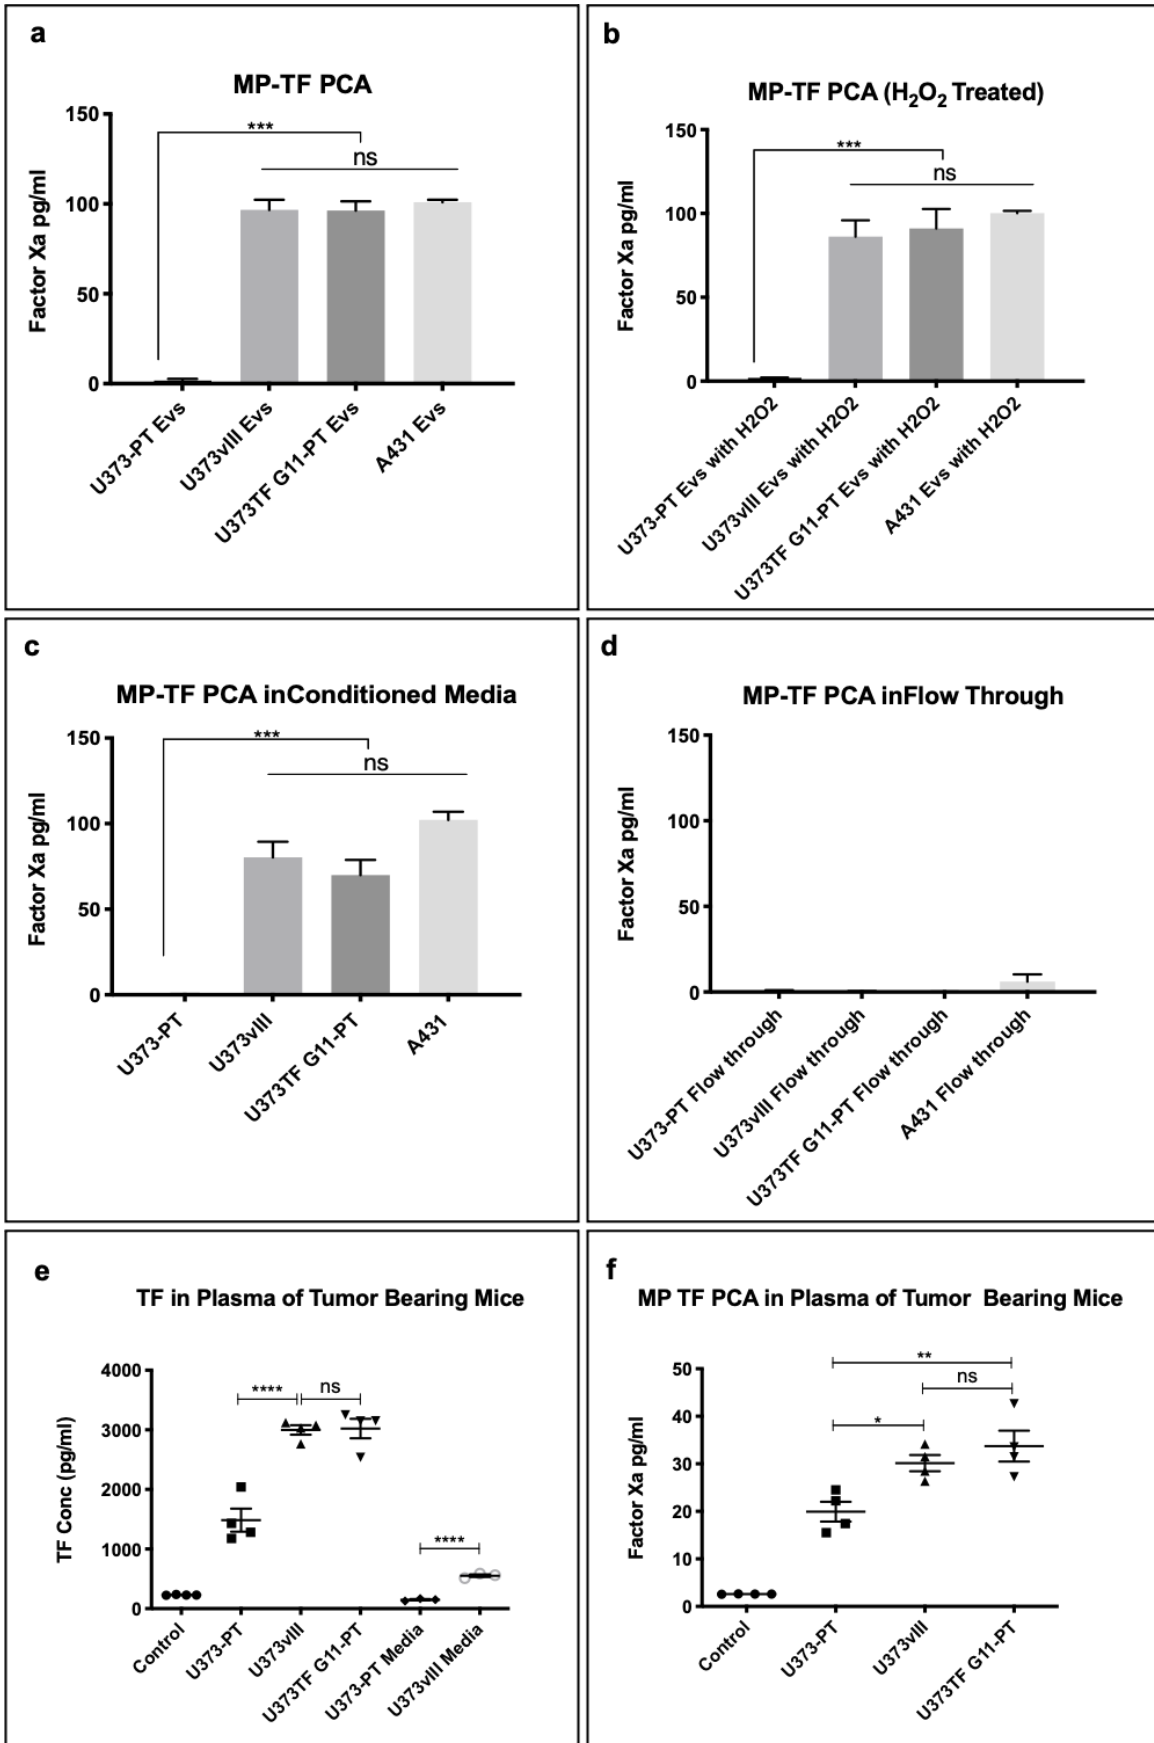 a
MP-TF PCA
150
100
50
0
Factor Xa pg/ml
***
ns
U373-PT Evs
U373vIII Evs
U373TF G11-PT Evs
A431 Evs
b
MP-TF PCA (H₂O₂ Treated)
150
100
50
0
Factor Xa pg/ml
***
ns
U373-PT Evs with H2O2
U373vIII Evs with H2O2
U373TF G11-PT Evs with H2O2
A431 Evs with H2O2
c
MP-TF PCA inConditioned Media
150
100
50
0
Factor Xa pg/ml
***
ns
U373-PT
U373vIII
U373TF G11-PT
A431
d
MP-TF PCA inFlow Through
150
100
50
0
Factor Xa pg/ml
U373-PT Flow through
U373vIII Flow through
U373TF G11-PT Flow through
A431 Flow through
e
TF in Plasma of Tumor Bearing Mice
4000
3000
2000
1000
0
TF Conc (pg/ml)
****
ns
****
Control
U373-PT
U373vIII
U373TF G11-PT
U373-PT Media
U373vIII Media
f
MP TF PCA in Plasma of Tumor Bearing Mice
50
40
30
20
10
0
Factor Xa pg/ml
**
ns
*
Control
U373-PT
U373vIII
U373TF G11-PT